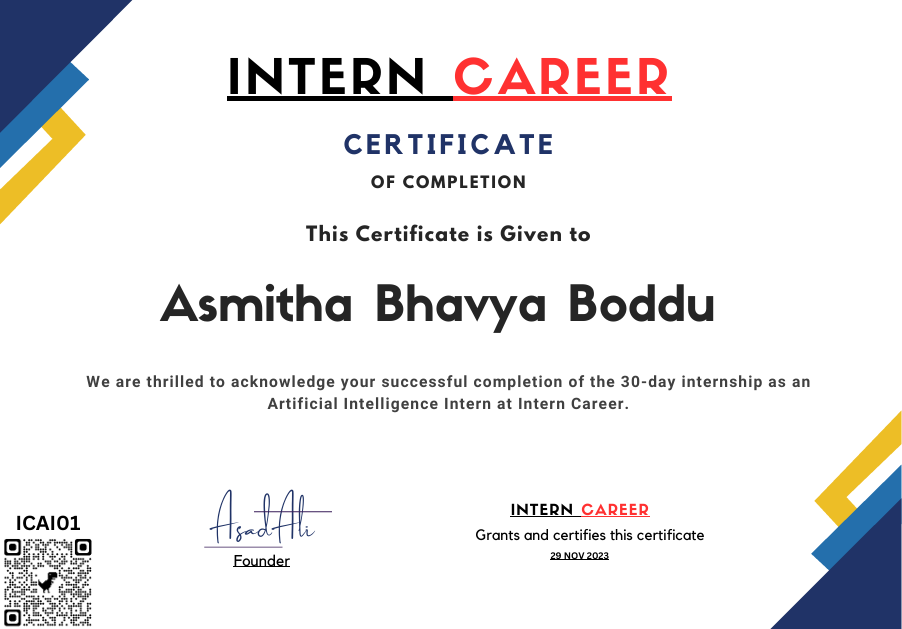 INTERN CAREER
CERTIFICATE
OF COMPLETION
This Certificate is Given to
Asmitha Bhavya Boddu
We are thrilled to acknowledge your successful completion of the 30-day internship as an
Artificial Intelligence Intern at Intern Career.
AsadAli
Founder
INTERN CAREER
Grants and certifies this certificate
29 NOV 2023
ICAI01